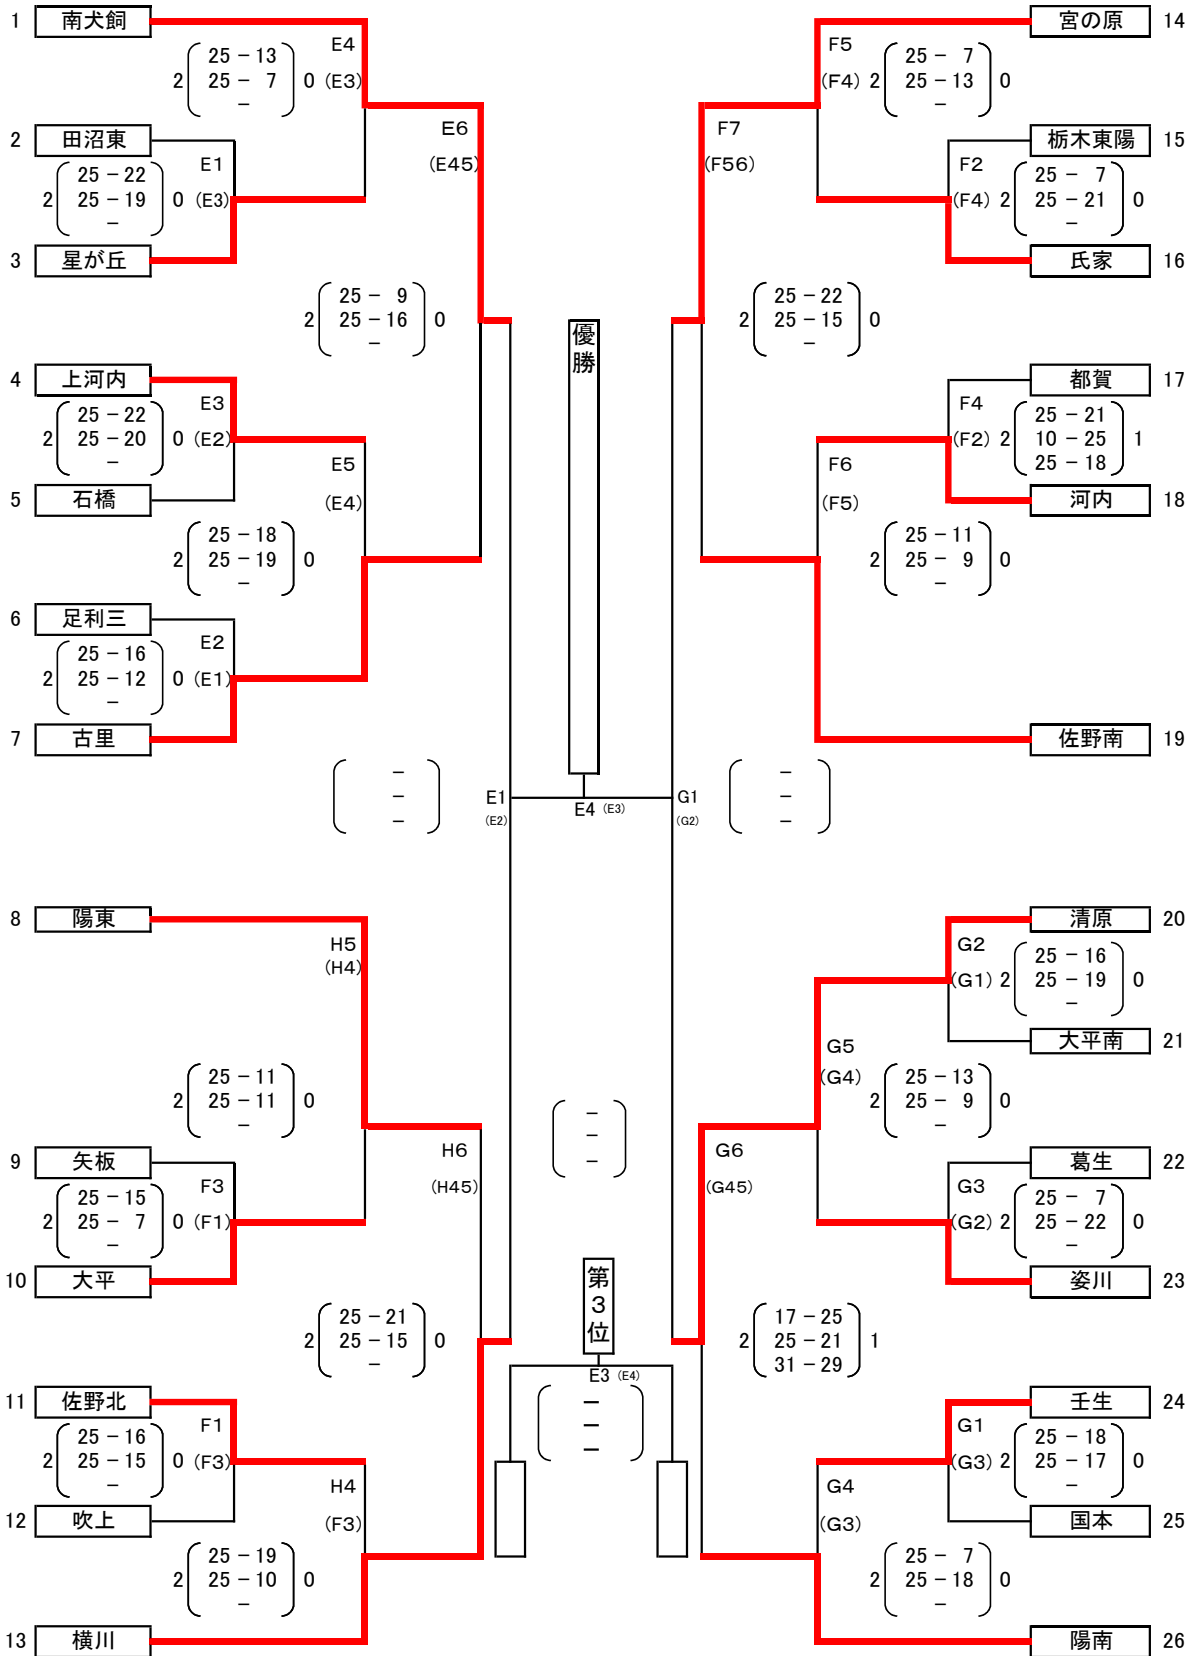 1 南犬飼
E4
2 25 − 13 0 (E3)
25 − 7
−
2 田沼東
E1
2 25 − 22 0 (E3)
25 − 19
−
3 星が丘
E6
(E45)
25 − 9
2 25 − 16 0
−
4 上河内
E3
25 − 22
2 25 − 20 0 (E2)
−
5 石橋
E5
(E4)
25 − 18
2 25 − 19 0
−
6 足利三
E2
25 − 16
2 25 − 12 0 (E1)
−
7 古里
−
−
−
E1
(E2)
8 陽東
H5
(H4)
25 − 11
2 25 − 11 0
−
9 矢板
F3
25 − 15
2 25 − 7 0 (F1)
−
10 大平
H6
(H45)
25 − 21
2 25 − 15 0
−
11 佐野北
F1
25 − 16
2 25 − 15 0 (F3)
−
12 吹上
H4
(F3)
25 − 19
2 25 − 10 0
−
13 横川
優勝
E4 (E3)
−
−
−
第3位
E3 (E4)
−
−
−
宮の原 14
F5
25 − 7
(F4) 2 25 − 13 0
−
栃木東陽 15
F2
25 − 7
(F4) 2 25 − 21 0
−
氏家 16
F7
(F56)
25 − 22
2 25 − 15 0
−
都賀 17
F4
25 − 21
(F2) 2 10 − 25 1
25 − 18
河内 18
F6
(F5)
25 − 11
2 25 − 9 0
−
佐野南 19
G1
(G2)
−
−
−
清原 20
G2
25 − 16
(G1) 2 25 − 19 0
−
大平南 21
G5
(G4)
25 − 13
2 25 − 9 0
−
葛生 22
G3
25 − 7
(G2) 2 25 − 22 0
−
姿川 23
G6
(G45)
17 − 25
2 25 − 21 1
31 − 29
壬生 24
G1
25 − 18
(G3) 2 25 − 17 0
−
国本 25
G4
(G3)
25 − 7
2 25 − 18 0
−
陽南 26